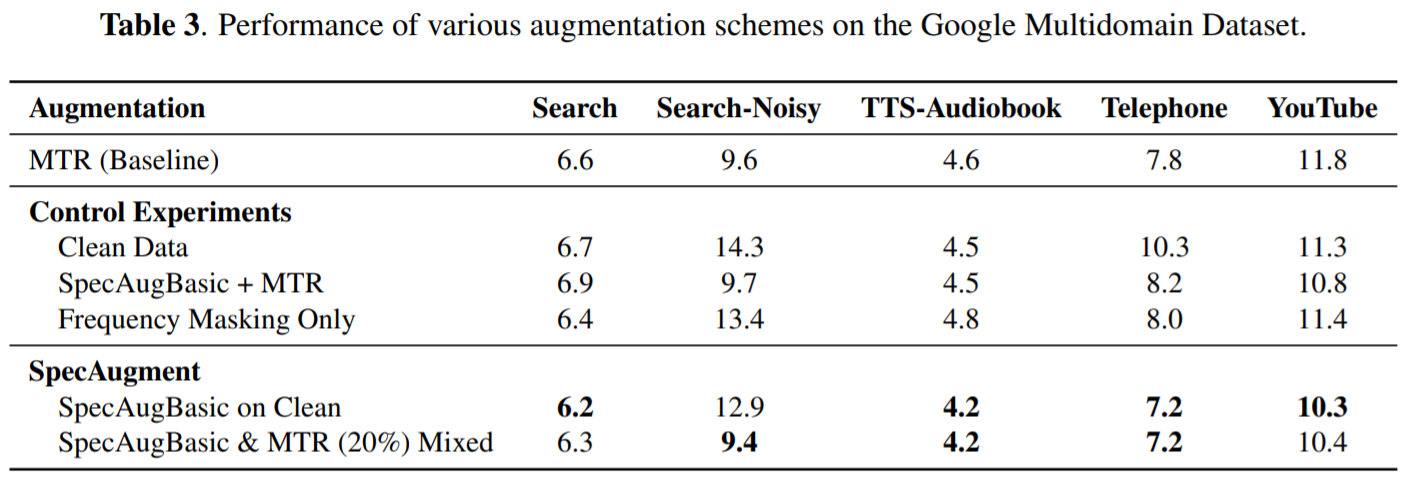 Table 3. Performance of various augmentation schemes on the Google Multidomain Dataset.
Augmentation Search Search-Noisy TTS-Audiobook Telephone YouTube
MTR (Baseline) 6.6 9.6 4.6 7.8 11.8
Control Experiments
Clean Data 6.7 14.3 4.5 10.3 11.3
SpecAugBasic + MTR 6.9 9.7 4.5 8.2 10.8
Frequency Masking Only 6.4 13.4 4.8 8.0 11.4
SpecAugment
SpecAugBasic on Clean 6.2 12.9 4.2 7.2 10.3
SpecAugBasic & MTR (20%) Mixed 6.3 9.4 4.2 7.2 10.4